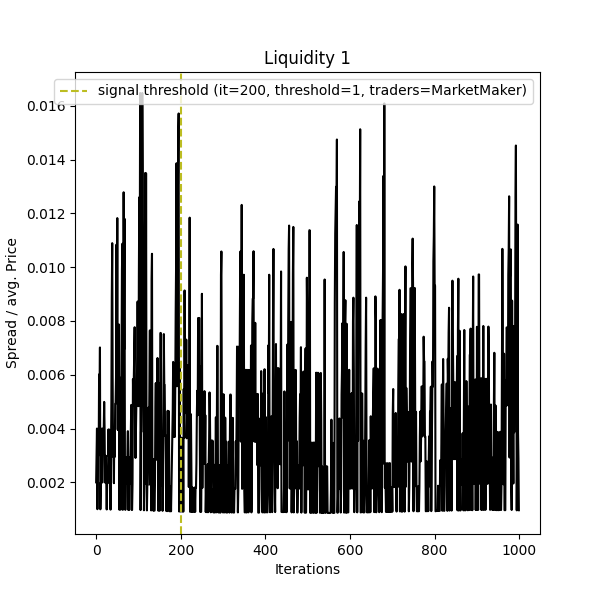 Liquidity 1
signal threshold (it=200, threshold=1, traders=MarketMaker)
Spread / avg. Price
0.016
0.014
0.012
0.010
0.008
0.006
0.004
0.002
0 200 400 600 800 1000
Iterations